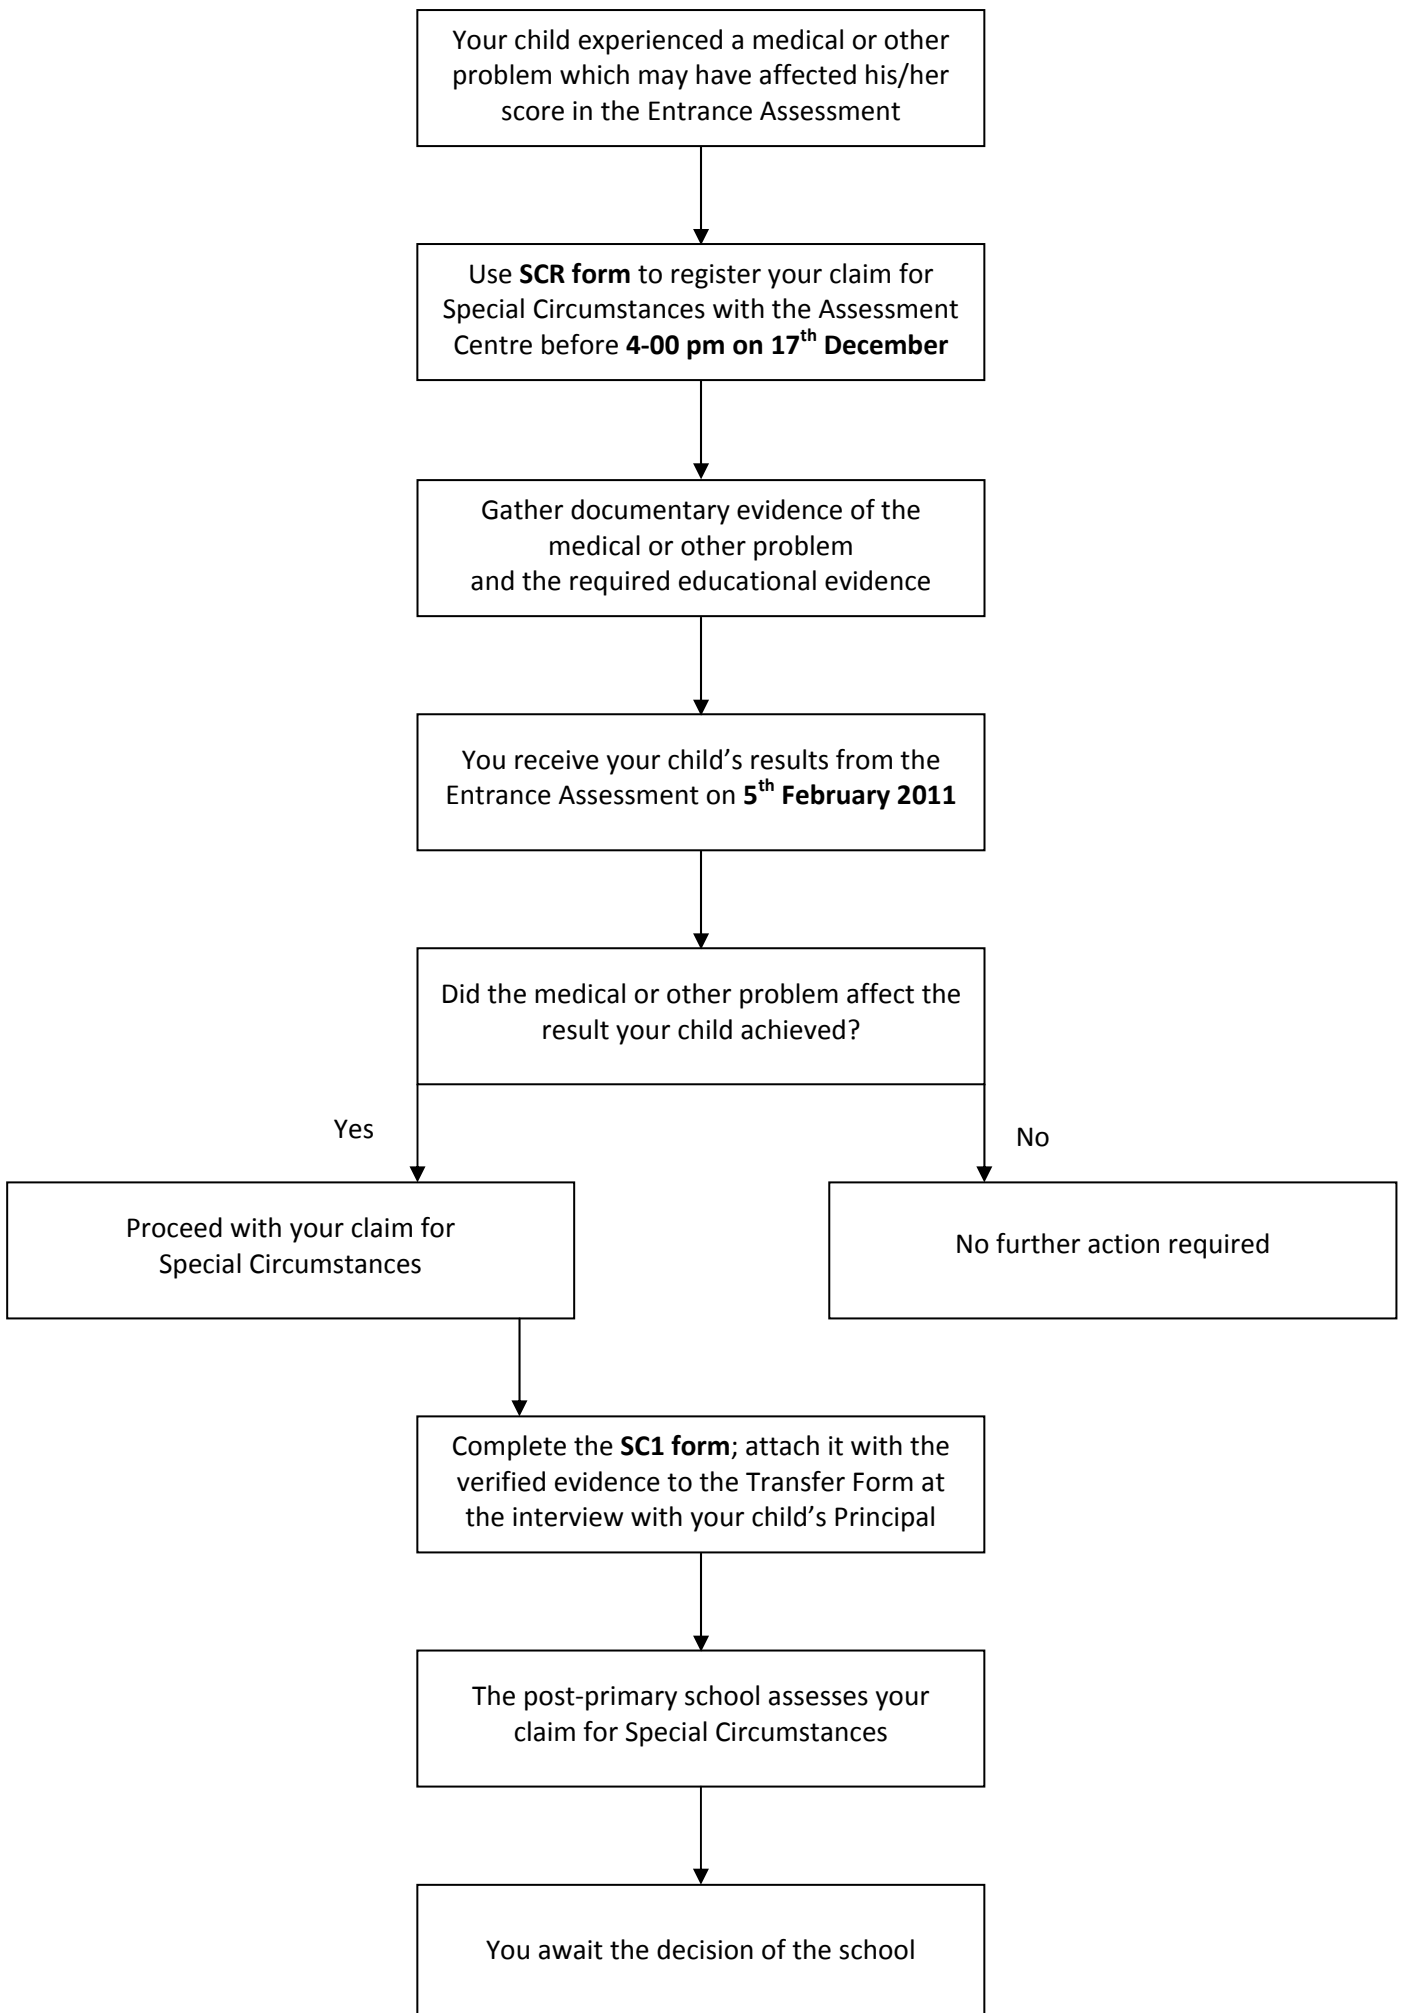 Your child experienced a medical or other
problem which may have affected his/her
score in the Entrance Assessment
Use SCR form to register your claim for
Special Circumstances with the Assessment
Centre before 4-00 pm on 17th December
Gather documentary evidence of the
medical or other problem
and the required educational evidence
You receive your child’s results from the
Entrance Assessment on 5th February 2011
Did the medical or other problem affect the
result your child achieved?
Yes
No
Proceed with your claim for
Special Circumstances
No further action required
Complete the SC1 form; attach it with the
verified evidence to the Transfer Form at
the interview with your child’s Principal
The post-primary school assesses your
claim for Special Circumstances
You await the decision of the school